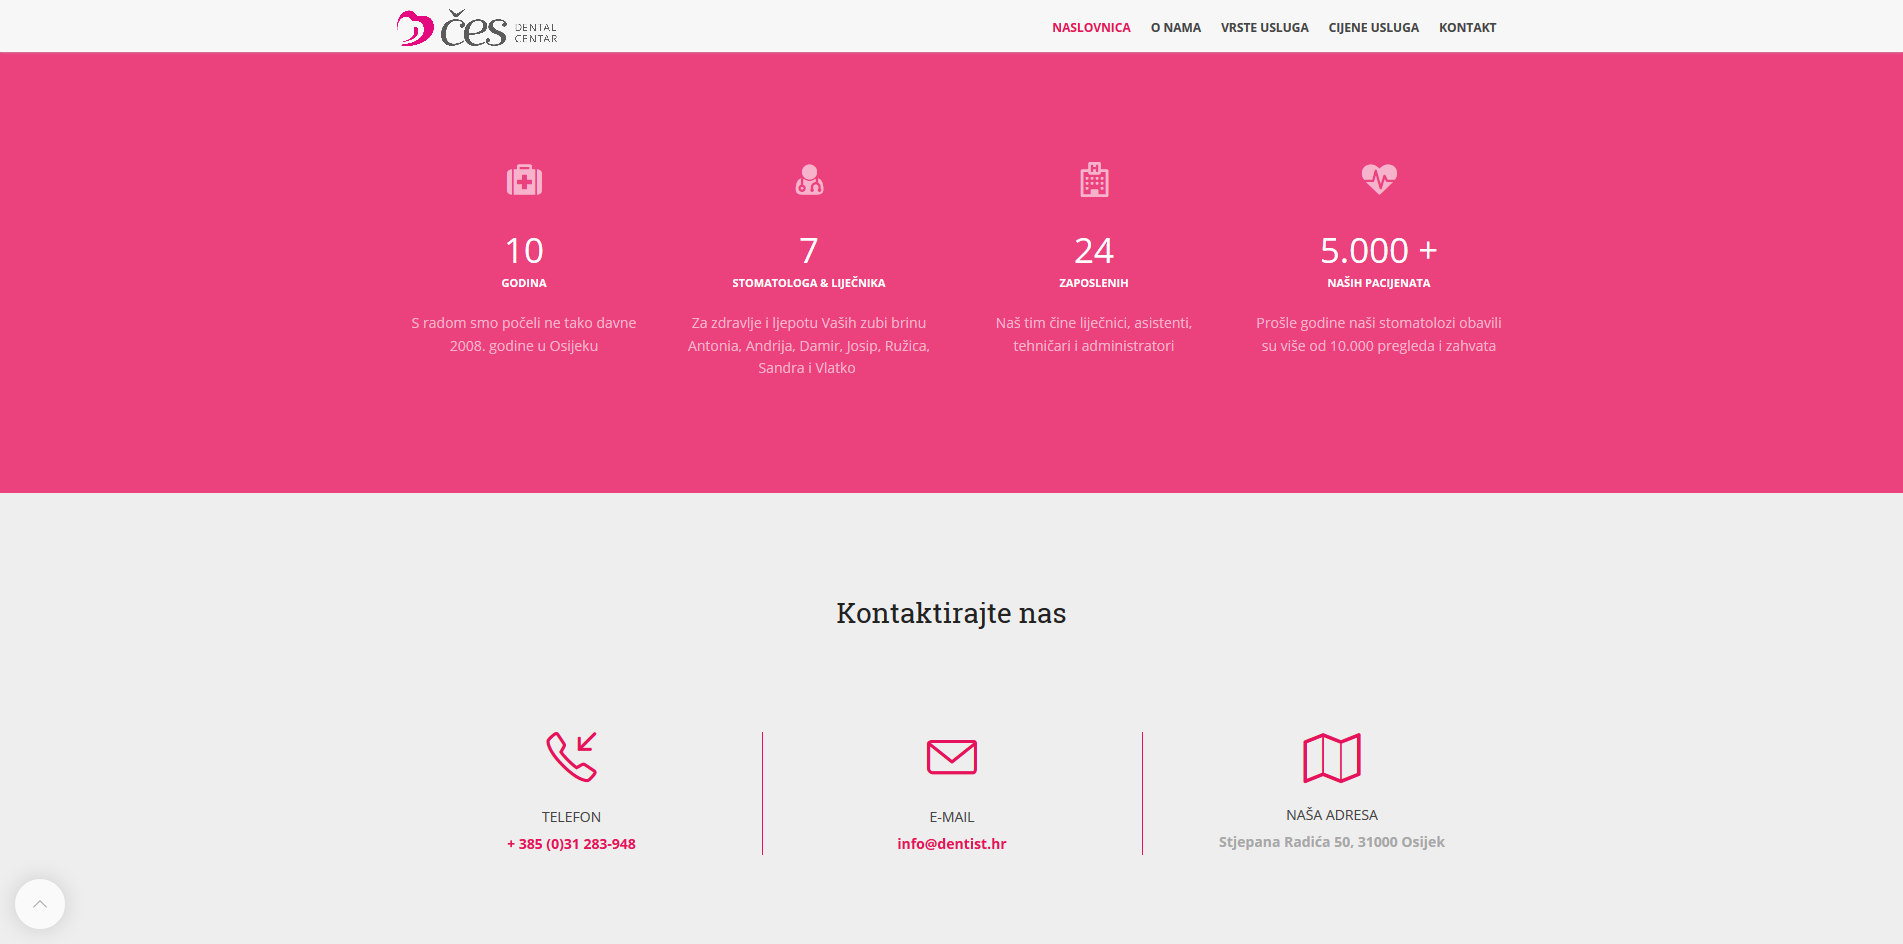 čes DENTAL
CENTAR
NASLOVNICA O NAMA VRSTE USLUGA CIJENE USLUGA KONTAKT
10
GODINA
S radom smo počeli ne tako davne
2008. godine u Osijeku
7
STOMATOLOGA & LIJEČNIKA
Za zdravlje i ljepotu Vaših zubi brinu
Antonia, Andrija, Damir, Josip, Ružica,
Sandra i Vlatko
24
ZAPOSLENIH
Naš tim čine liječnici, asistenti,
tehničari i administratori
5.000 +
NAŠIH PACIJENATA
Prošle godine naši stomatolozi obavili
su više od 10.000 pregleda i zahvata
Kontaktirajte nas
TELEFON
+ 385 (0)31 283-948
E-MAIL
info@dentist.hr
NAŠA ADRESA
Stjepana Radića 50, 31000 Osijek